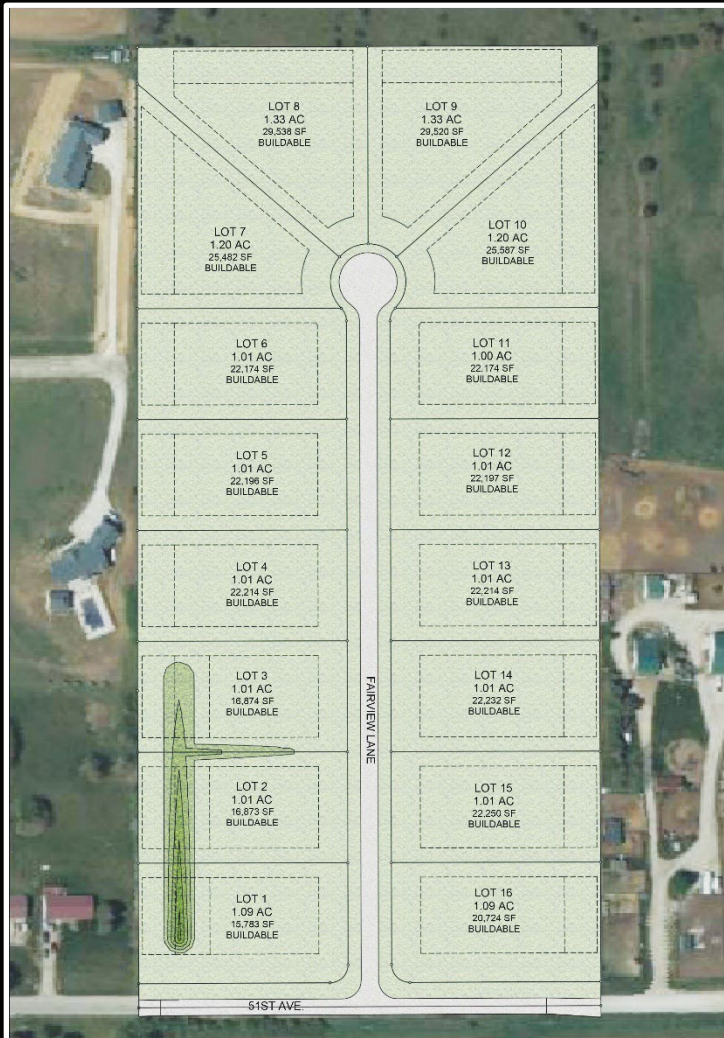 LOT 8
1.33 AC
29,538 SF
BUILDABLE
LOT 9
1.33 AC
29,520 SF
BUILDABLE
LOT 7
1.20 AC
25,482 SF
BUILDABLE
LOT 10
1.20 AC
25,587 SF
BUILDABLE
LOT 6
1.01 AC
22,174 SF
BUILDABLE
LOT 11
1.00 AC
22,174 SF
BUILDABLE
LOT 5
1.01 AC
22,196 SF
BUILDABLE
LOT 12
1.01 AC
22,197 SF
BUILDABLE
LOT 4
1.01 AC
22,214 SF
BUILDABLE
LOT 13
1.01 AC
22,214 SF
BUILDABLE
LOT 3
1.01 AC
16,874 SF
BUILDABLE
LOT 14
1.01 AC
22,232 SF
BUILDABLE
FAIRVIEW LANE
LOT 2
1.01 AC
16,873 SF
BUILDABLE
LOT 15
1.01 AC
22,250 SF
BUILDABLE
LOT 1
1.09 AC
15,783 SF
BUILDABLE
LOT 16
1.09 AC
20,724 SF
BUILDABLE
51ST AVE.